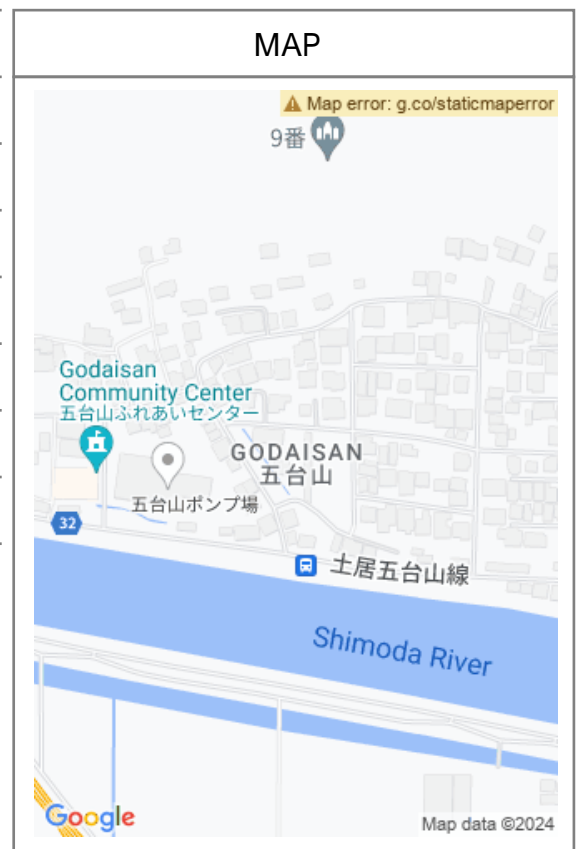 MAP
Map error: g.co/staticmaperror
9番
Godaisan
Community Center
五台山ふれあいセンター
GODAISAN
五台山
五台山ポンプ場
32
土居五台山線
Shimoda River
Google
Map data ©2024